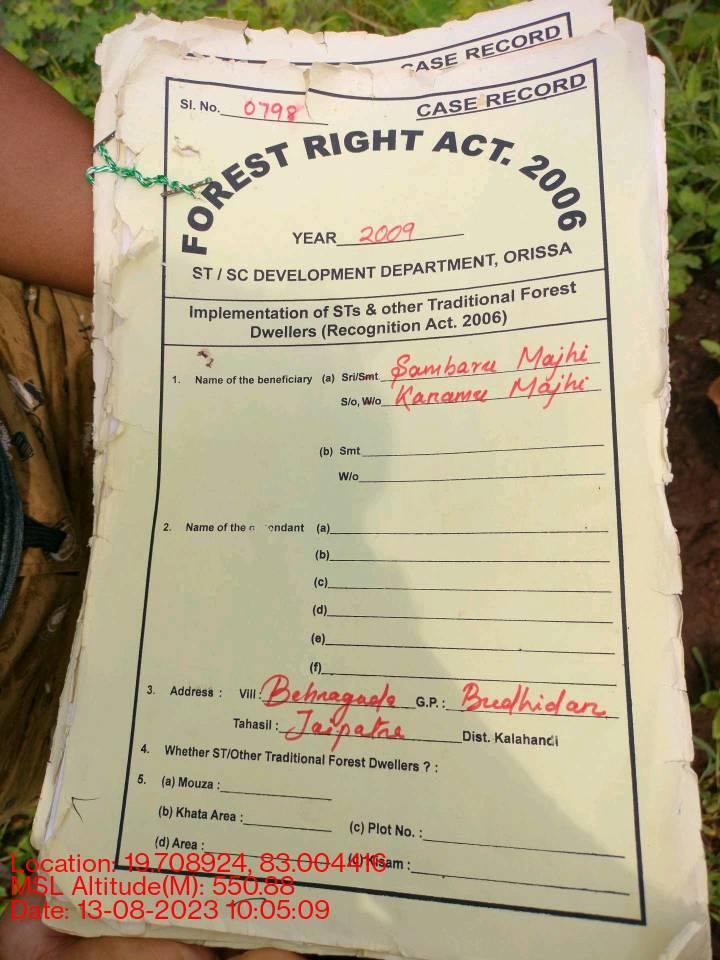 CASE RECORD
Sl. No. 0798 CASE RECORD
FOREST RIGHT ACT. 2006
YEAR 2009
ST / SC DEVELOPMENT DEPARTMENT, ORISSA
Implementation of STs & other Traditional Forest
Dwellers (Recognition Act. 2006)
1. Name of the beneficiary (a) Sri/Smt Sambaru Majhi
S/o, W/o Karamu Majhi
(b) Smt
W/o
2. Name of the (a)
(b)
(c)
(d)
(e)
(f)
3. Address : Vill : Behnaguda G.P.: Budhidar
Tahasil : Jaipatna Dist. Kalahandi
4. Whether ST/Other Traditional Forest Dwellers ? :
5. (a) Mouza :
(b) Khata Area : (c) Plot No. :
(d) Area : Kisam :
Location: 19.708924, 83.004416
MSL Altitude(M): 550.88
Date: 13-08-2023 10:05:09